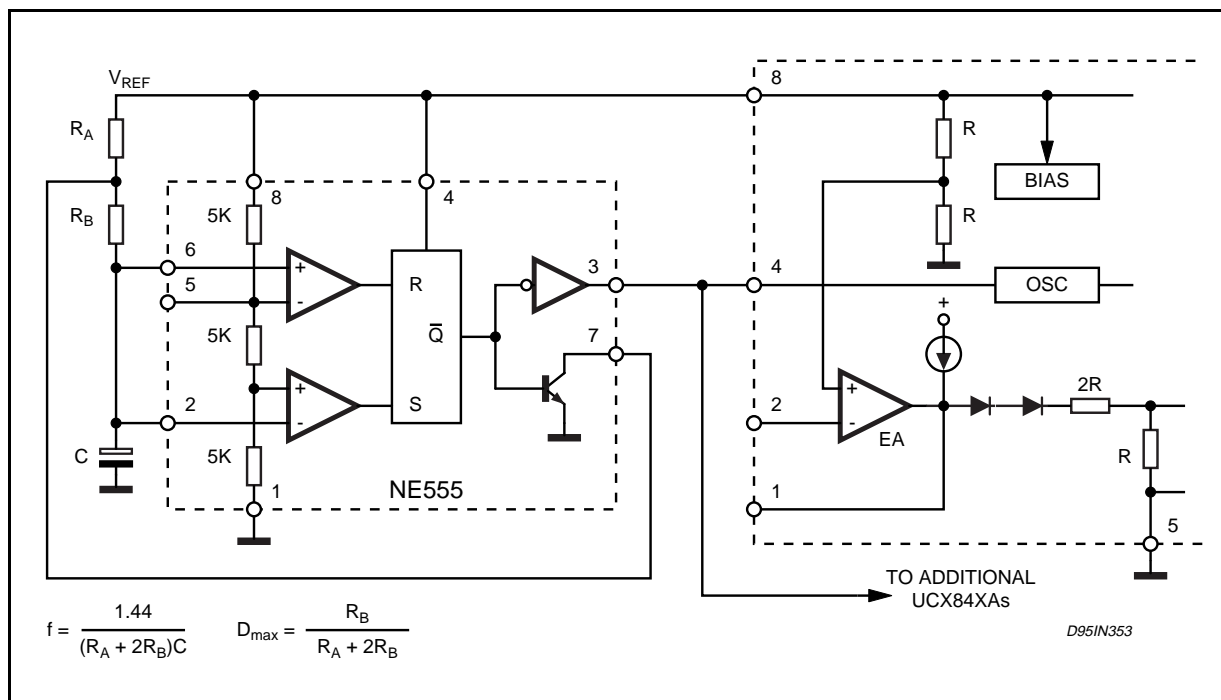 V_REF
8
R_A
R
8
4
BIAS
R_B
5K
R
6
3
4
5
R
OSC
+
5K
Q̅
7
2
S
+
2R
2
EA
C
5K
R
1
1
NE555
5
TO ADDITIONAL
UCX84XAs
f = 1.44 / (R_A + 2R_B)C
D_max = R_B / R_A + 2R_B
D95IN353
+
-
+
-
-